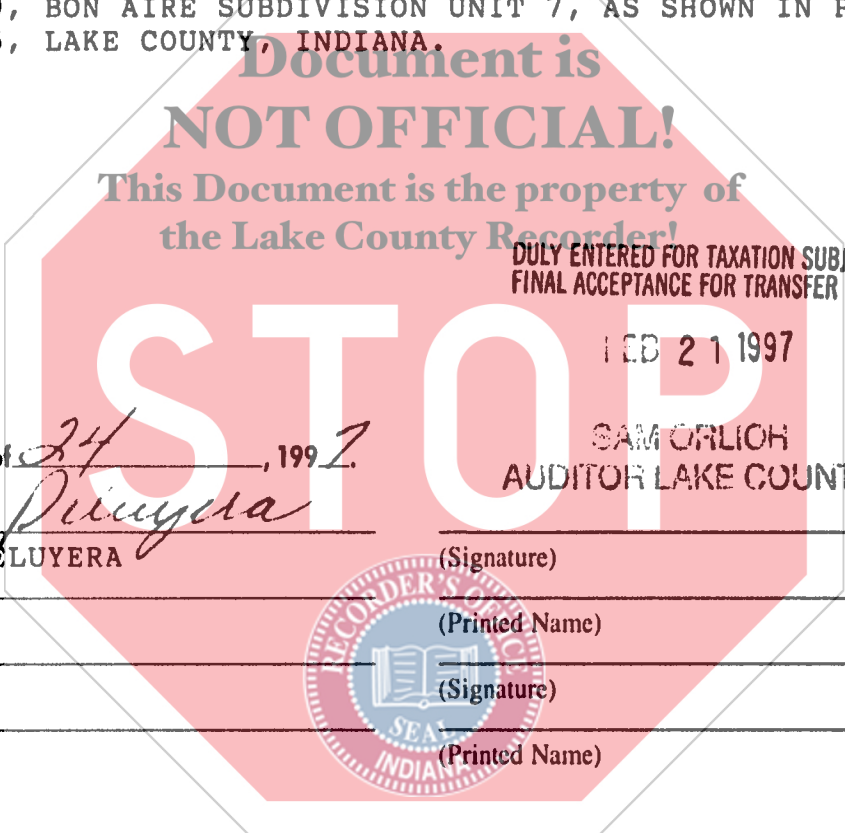 , BON AIRE SUBDIVISION UNIT 7, AS SHOWN IN
, LAKE COUNTY, INDIANA.
Document is
NOT OFFICIAL!
This Document is the property of
the Lake County Recorder!
DULY ENTERED FOR TAXATION SUBJ
FINAL ACCEPTANCE FOR TRANSFER
FEB 21 1997
STOP
SAM ORLICH
AUDITOR LAKE COUNT
24, 1997.
LUYERA
(Signature)
(Printed Name)
(Signature)
(Printed Name)
RECORDER'S OFFICE
SEAL
INDIANA